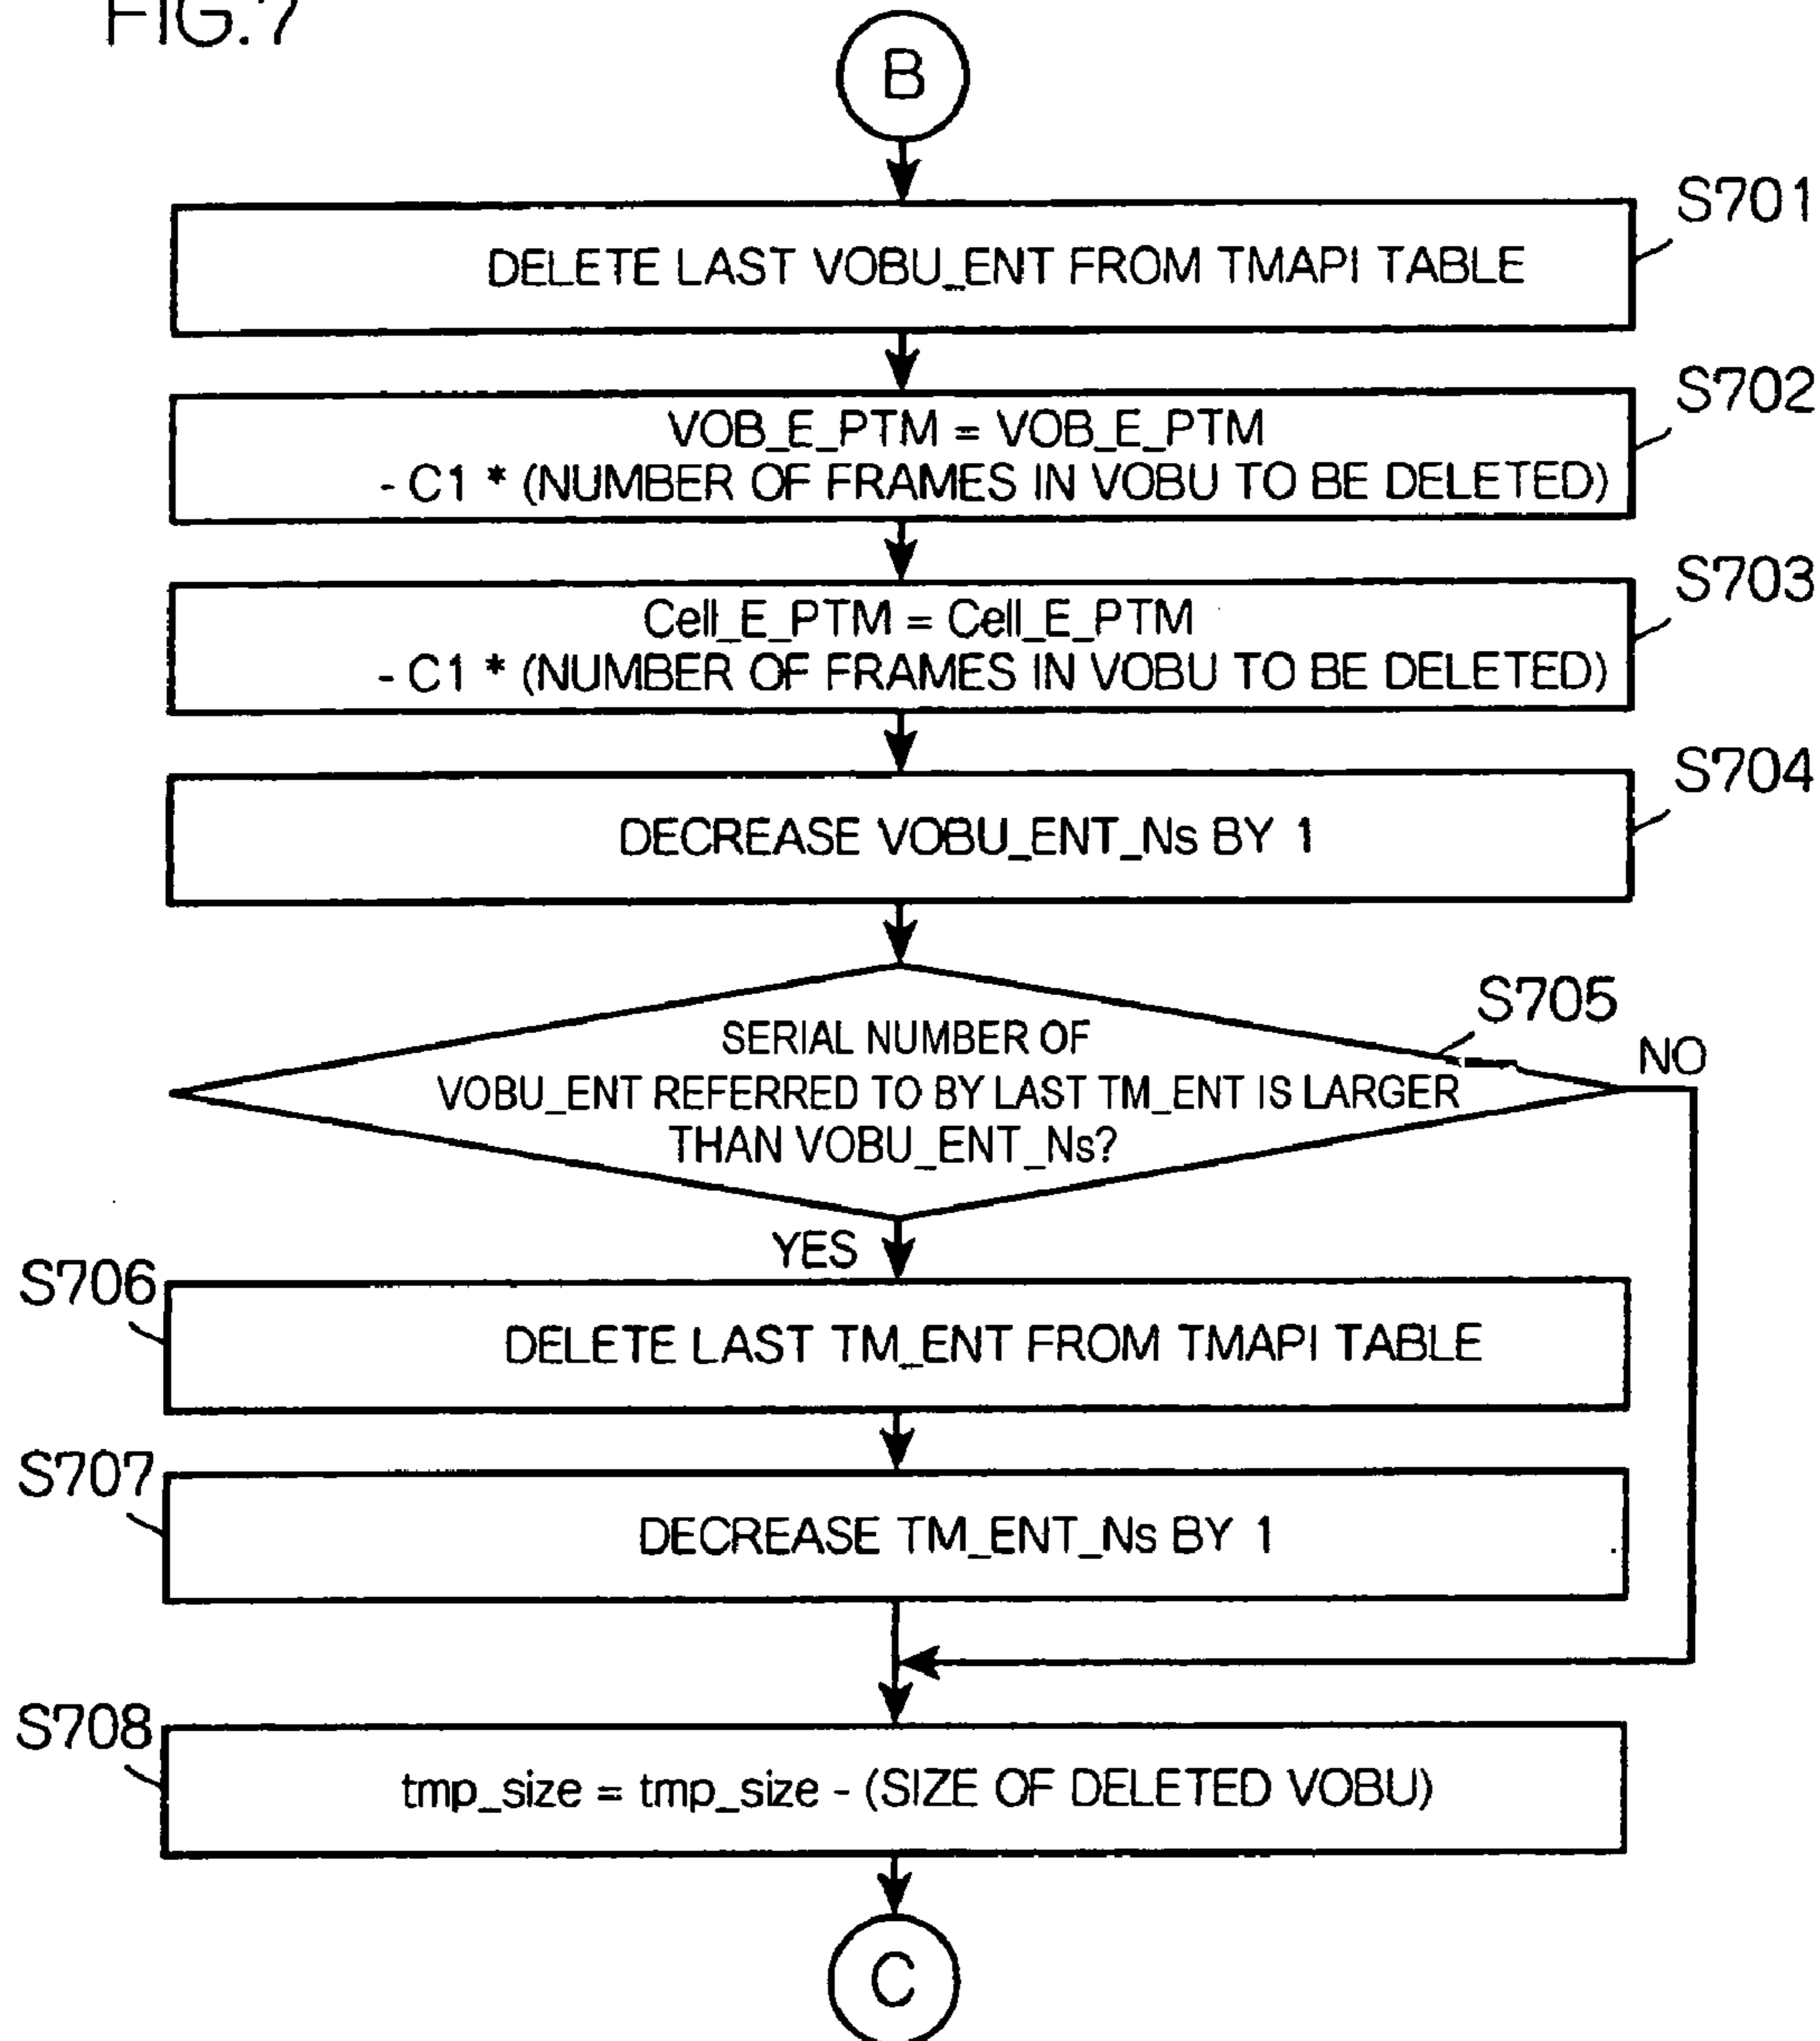 FIG.7
B
S701
DELETE LAST VOBU_ENT FROM TMAPI TABLE
S702
VOB_E_PTM = VOB_E_PTM
- C1 * (NUMBER OF FRAMES IN VOBU TO BE DELETED)
S703
Cell_E_PTM = Cell_E_PTM
- C1 * (NUMBER OF FRAMES IN VOBU TO BE DELETED)
S704
DECREASE VOBU_ENT_Ns BY 1
S705
SERIAL NUMBER OF
VOBU_ENT REFERRED TO BY LAST TM_ENT IS LARGER
THAN VOBU_ENT_Ns?
NO
YES
S706
DELETE LAST TM_ENT FROM TMAPI TABLE
S707
DECREASE TM_ENT_Ns BY 1
S708
tmp_size = tmp_size - (SIZE OF DELETED VOBU)
C